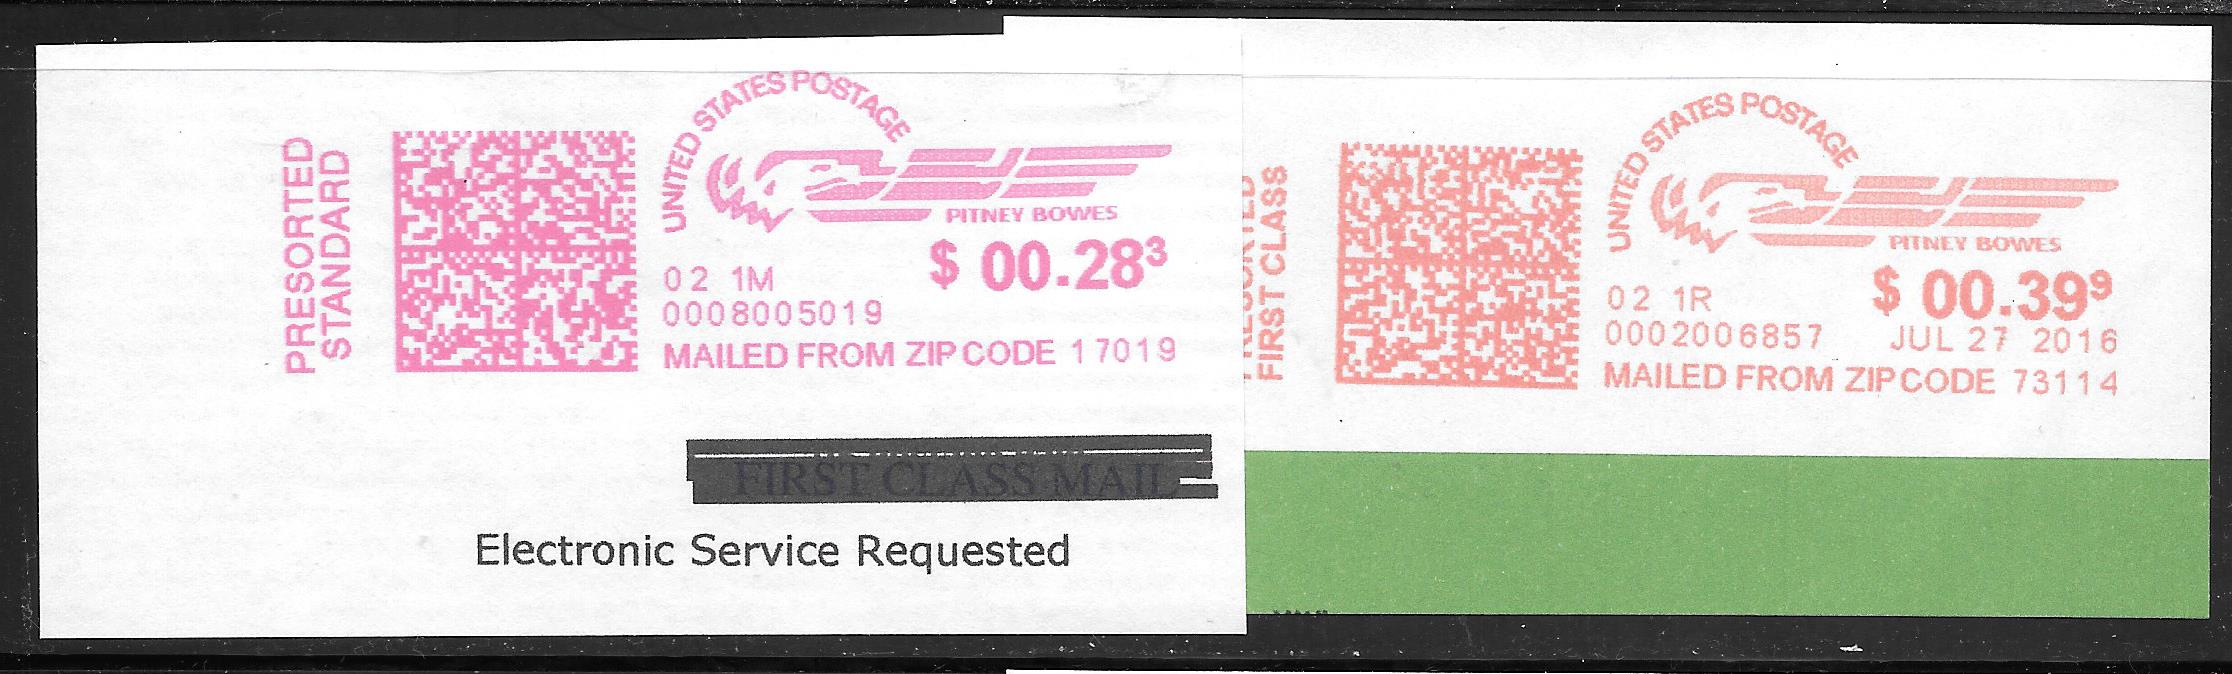 PRESORTED
STANDARD
UNITED STATES POSTAGE
PITNEY BOWES
$ 00.28³
02 1M
0008005019
MAILED FROM ZIP CODE 17019
FIRST CLASS MAIL
Electronic Service Requested
FIRST CLASS
UNITED STATES POSTAGE
PITNEY BOWES
$ 00.39⁹
02 1R
0002006857 JUL 27 2016
MAILED FROM ZIP CODE 73114